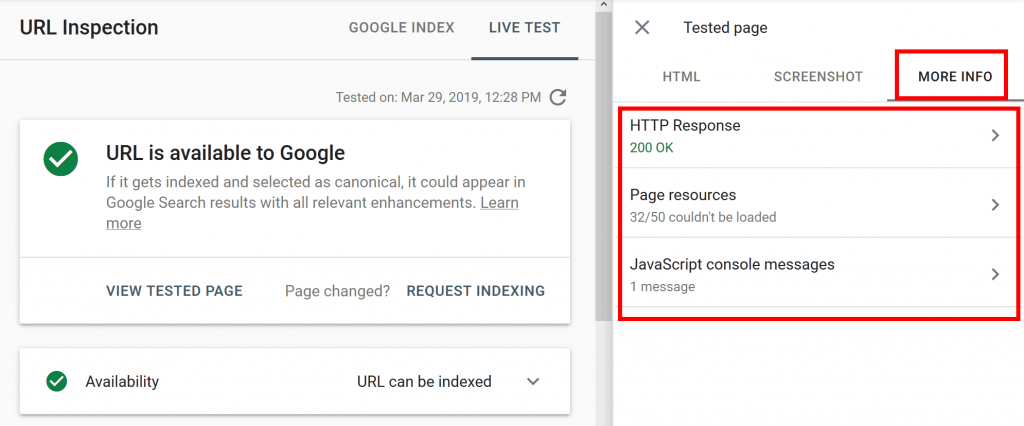 URL Inspection
GOOGLE INDEX
LIVE TEST
Tested on: Mar 29, 2019, 12:28 PM
URL is available to Google
If it gets indexed and selected as canonical, it could appear in
Google Search results with all relevant enhancements. Learn
more
VIEW TESTED PAGE
Page changed?
REQUEST INDEXING
Availability
URL can be indexed
Tested page
HTML
SCREENSHOT
MORE INFO
HTTP Response
200 OK
Page resources
32/50 couldn't be loaded
JavaScript console messages
1 message